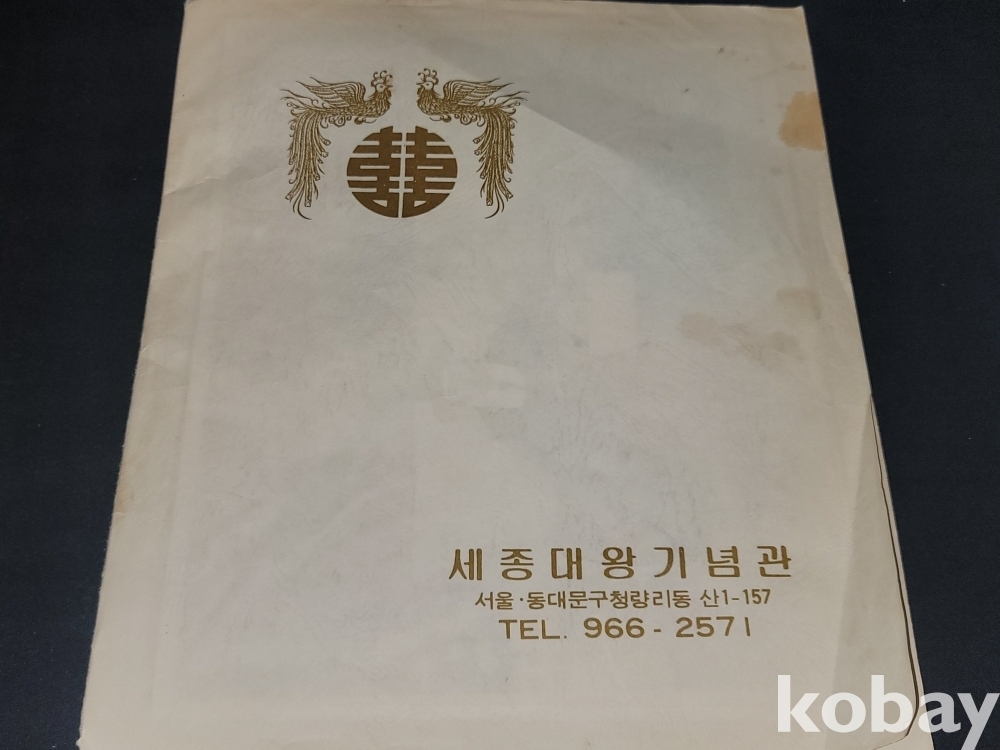 囍
세종대왕기념관
서울·동대문구청량리동 산1-157
TEL. 966-2571
kobay